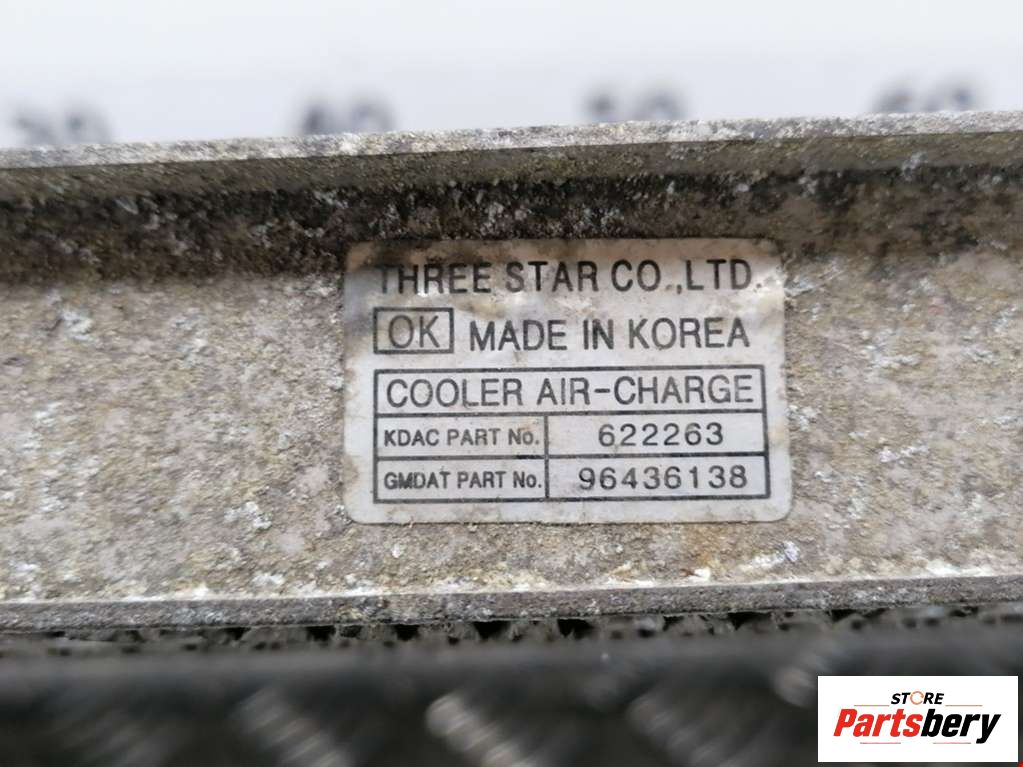 THREE STAR CO.,LTD.
OK MADE IN KOREA
COOLER AIR-CHARGE
KDAC PART No. 622263
GMDAT PART No. 96436138
STORE
Partsbery